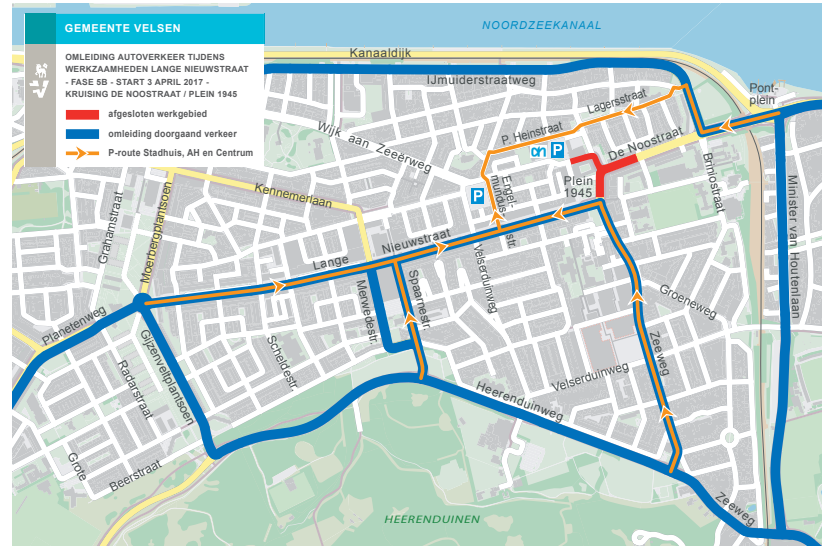 GEMEENTE VELSEN
OMLEIDING AUTOVERKEER TIJDENS
WERKZAAMHEDEN LANGE NIEUWSTRAAT
- FASE 5B - START 3 APRIL 2017 -
KRUISING DE NOOSTRAAT / PLEIN 1945
afgesloten werkgebied
omleiding doorgaand verkeer
P-route Stadhuis, AH en Centrum
NOORDZEEKANAAL
Kanaaldijk
IJmuiderstraatweg
Pont-
plein
Lagersstraat
P. Heinstraat
De Noostraat
Wijk aan Zeeërweg
ah P
P
Plein
1945
Briniostraat
Engel-
mundus-
str.
Kennemerlaan
Moerbergplantsoen
Grahamstraat
Minister van Houtenlaan
Lange Nieuwstraat
Velserduinweg
Merwedestr.
Spaarnestr.
Groeneweg
Planetenweg
Gijzenveltplantsoen
Scheldestr.
Zeeweg
Radarstraat
Velserduinweg
Heerenduinweg
Grote
Beerstraat
Zeeweg
HEERENDUINEN